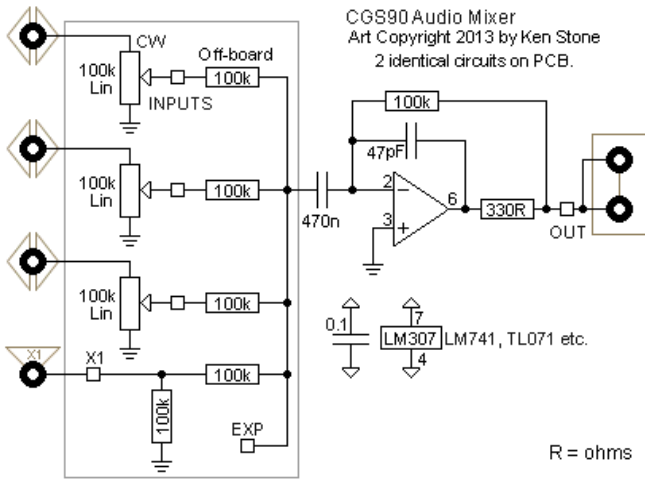 CGS90 Audio Mixer
Art Copyright 2013 by Ken Stone
2 identical circuits on PCB.
CW
Off-board
100k
Lin
100k
INPUTS
100k
47pF
100k
Lin
100k
470n
2
−
3
+
6
330R
OUT
100k
Lin
100k
0.1
7
LM307
4
LM741, TL071 etc.
X1
X1
100k
100k
EXP
R = ohms